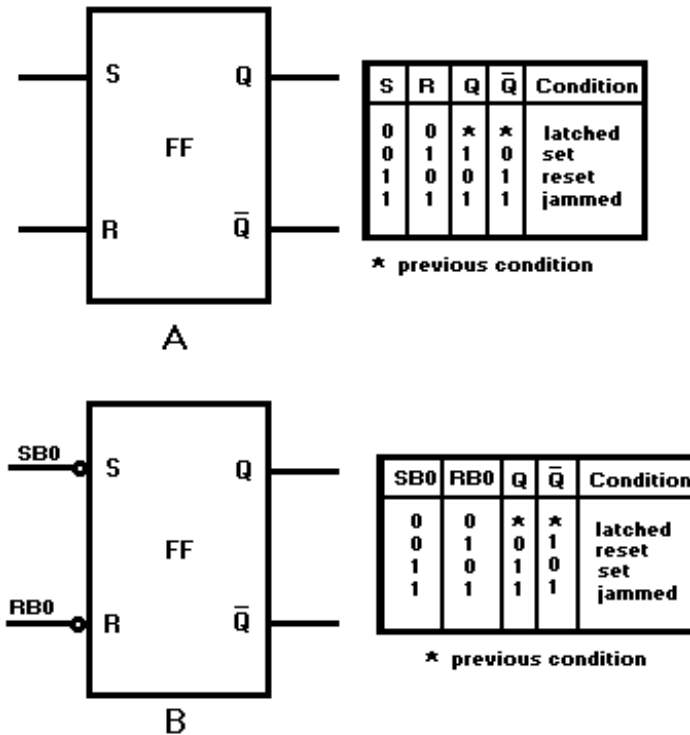 S Q
FF
R Q̅
A
S R Q Q̅ Condition
0 0 * * latched
0 1 1 0 set
1 0 0 1 reset
1 1 1 1 jammed
* previous condition
SB0 S Q
FF
RB0 R Q̅
B
SB0 RB0 Q Q̅ Condition
0 0 * * latched
0 1 0 1 reset
1 0 1 0 set
1 1 1 1 jammed
* previous condition